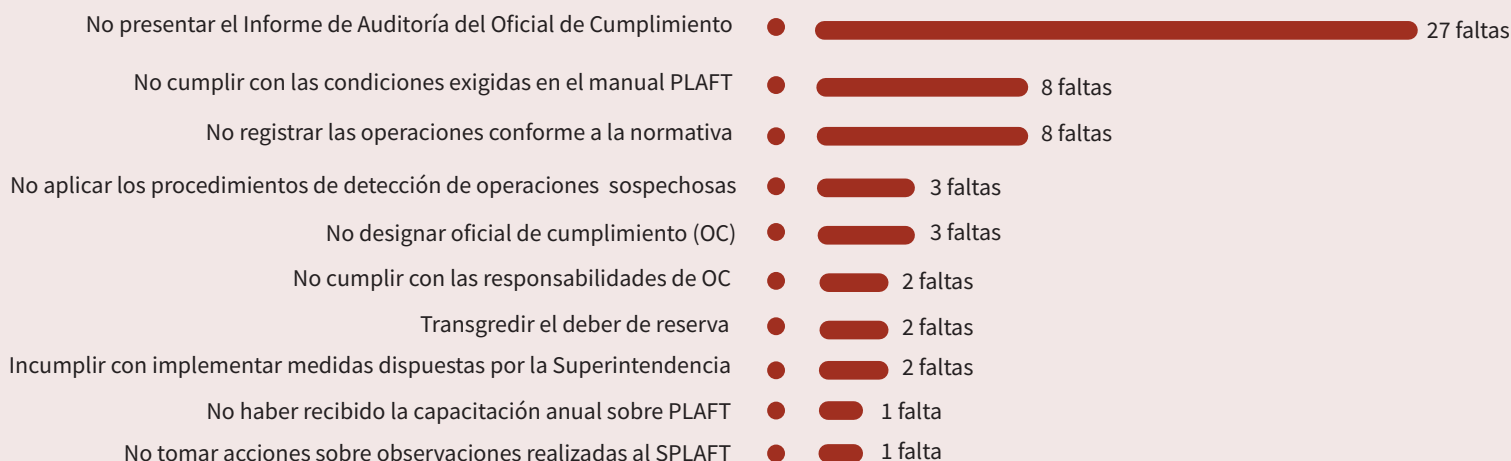 No presentar el Informe de Auditoría del Oficial de Cumplimiento 27 faltas
No cumplir con las condiciones exigidas en el manual PLAFT 8 faltas
No registrar las operaciones conforme a la normativa 8 faltas
No aplicar los procedimientos de detección de operaciones sospechosas 3 faltas
No designar oficial de cumplimiento (OC) 3 faltas
No cumplir con las responsabilidades de OC 2 faltas
Transgredir el deber de reserva 2 faltas
Incumplir con implementar medidas dispuestas por la Superintendencia 2 faltas
No haber recibido la capacitación anual sobre PLAFT 1 falta
No tomar acciones sobre observaciones realizadas al SPLAFT 1 falta